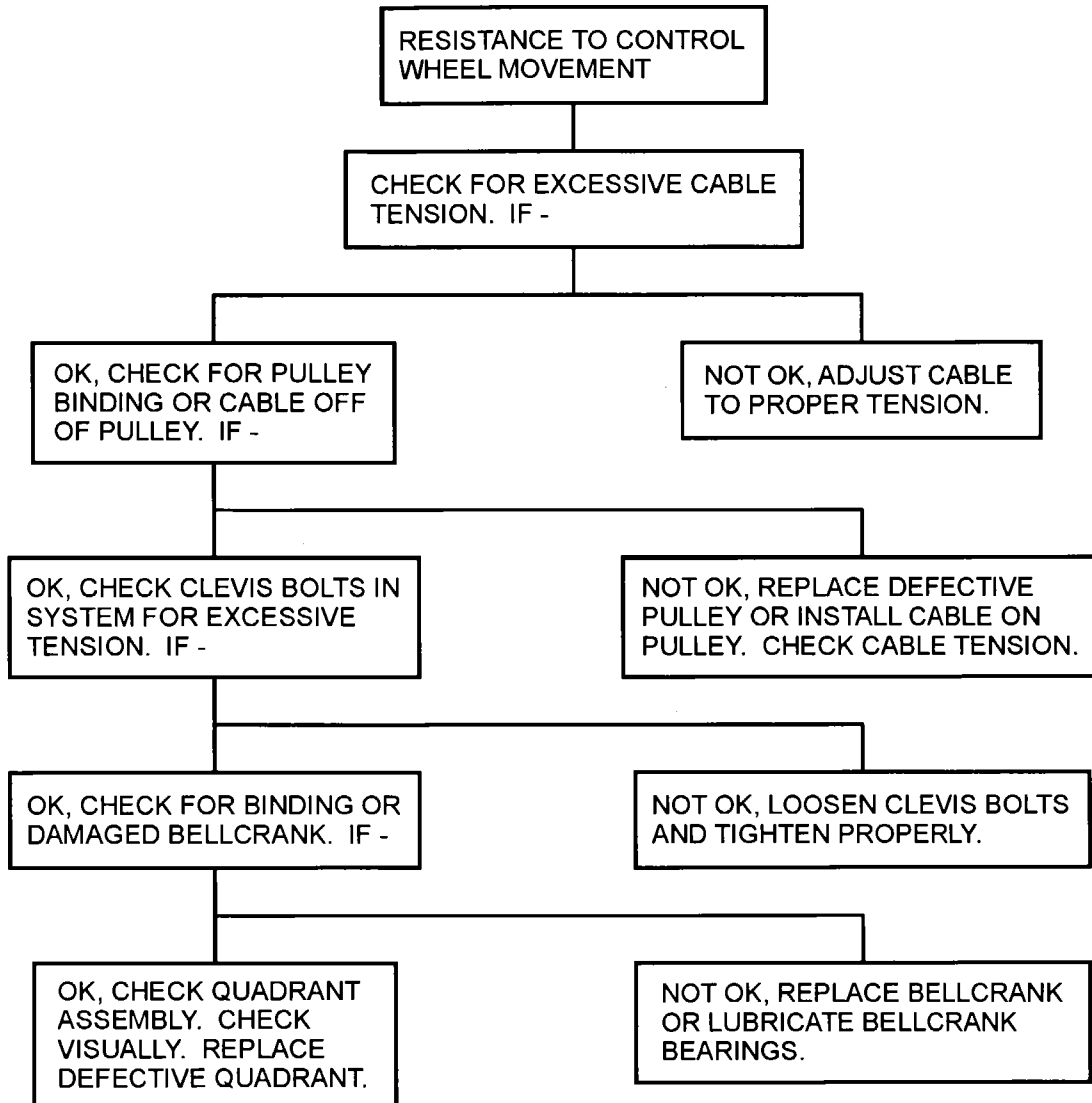 RESISTANCE TO CONTROL
WHEEL MOVEMENT
CHECK FOR EXCESSIVE CABLE
TENSION. IF -
OK, CHECK FOR PULLEY
BINDING OR CABLE OFF
OF PULLEY. IF -
NOT OK, ADJUST CABLE
TO PROPER TENSION.
OK, CHECK CLEVIS BOLTS IN
SYSTEM FOR EXCESSIVE
TENSION. IF -
NOT OK, REPLACE DEFECTIVE
PULLEY OR INSTALL CABLE ON
PULLEY. CHECK CABLE TENSION.
OK, CHECK FOR BINDING OR
DAMAGED BELLCRANK. IF -
NOT OK, LOOSEN CLEVIS BOLTS
AND TIGHTEN PROPERLY.
OK, CHECK QUADRANT
ASSEMBLY. CHECK
VISUALLY. REPLACE
DEFECTIVE QUADRANT.
NOT OK, REPLACE BELLCRANK
OR LUBRICATE BELLCRANK
BEARINGS.